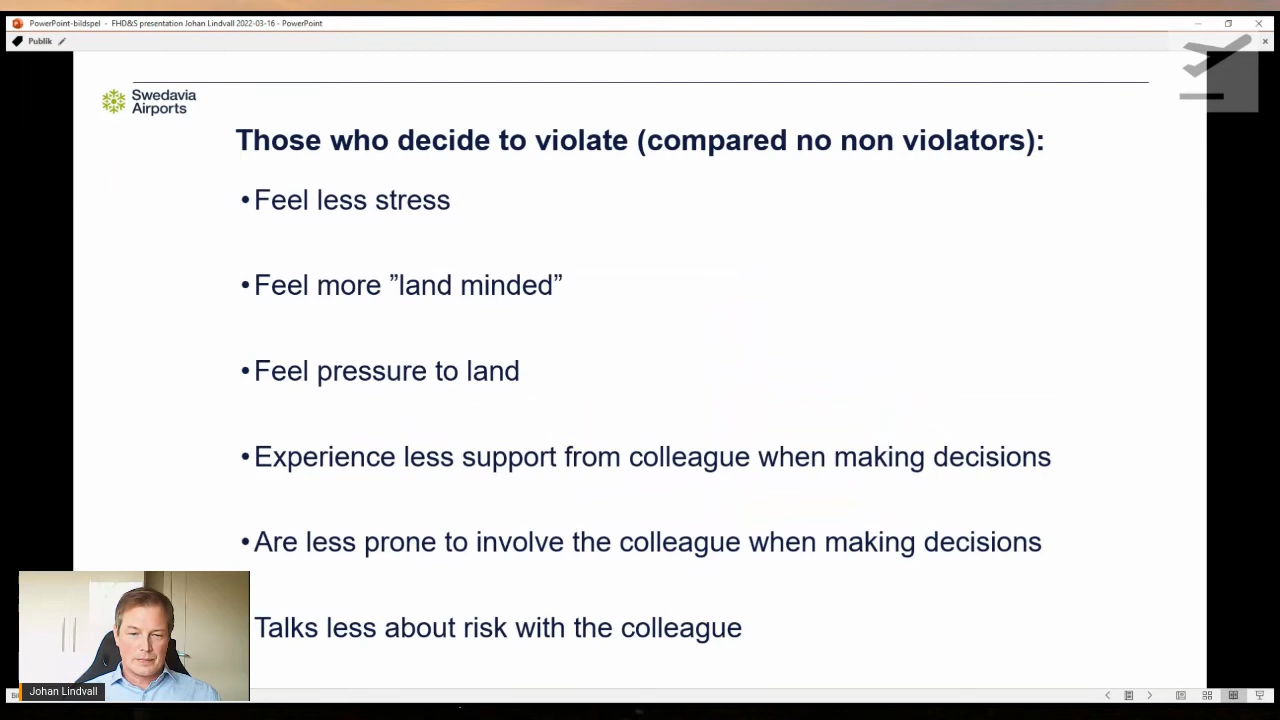 PowerPoint-bildspel - FHD&S presentation Johan Lindvall 2022-03-16 - PowerPoint
Publik
Swedavia
Airports
Those who decide to violate (compared no non violators):
•Feel less stress
•Feel more ”land minded”
•Feel pressure to land
•Experience less support from colleague when making decisions
•Are less prone to involve the colleague when making decisions
Talks less about risk with the colleague
Johan Lindvall